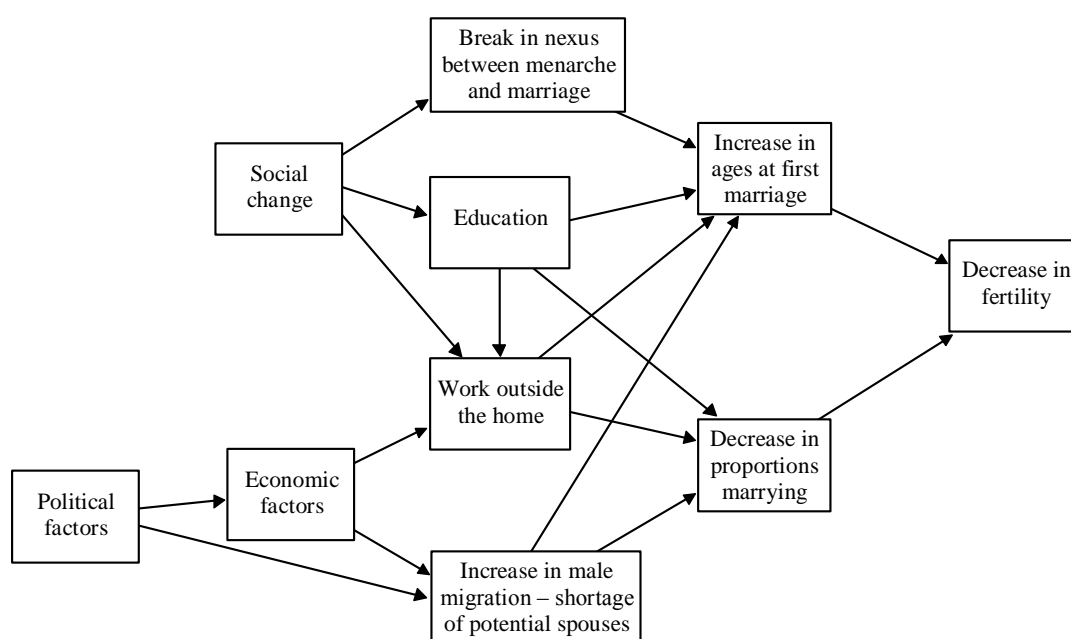 Break in nexus
between menarche
and marriage
Increase in
ages at first
marriage
Social
change
Education
Decrease in
fertility
Work outside
the home
Decrease in
proportions
marrying
Economic
factors
Political
factors
Increase in male
migration – shortage
of potential spouses